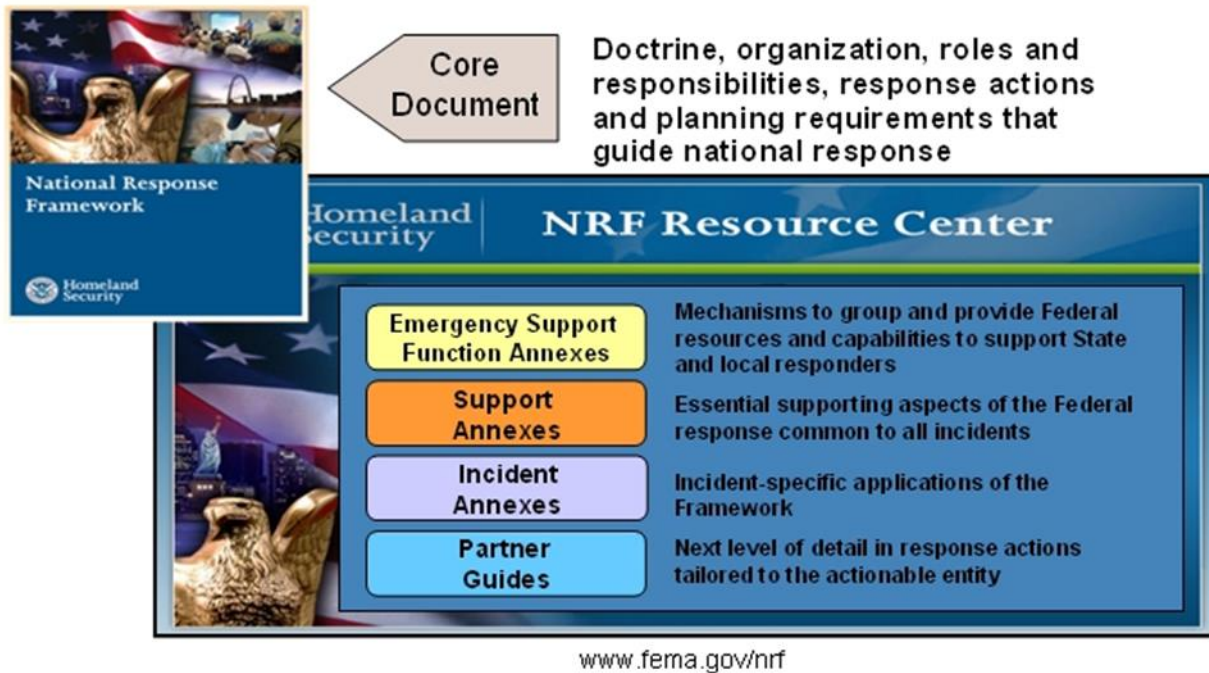 Core
Document
Doctrine, organization, roles and
responsibilities, response actions
and planning requirements that
guide national response
National Response
Framework
Homeland
Security
Homeland
Security
NRF Resource Center
Emergency Support
Function Annexes
Mechanisms to group and provide Federal
resources and capabilities to support State
and local responders
Support
Annexes
Essential supporting aspects of the Federal
response common to all incidents
Incident
Annexes
Incident-specific applications of the
Framework
Partner
Guides
Next level of detail in response actions
tailored to the actionable entity
www.fema.gov/nrf